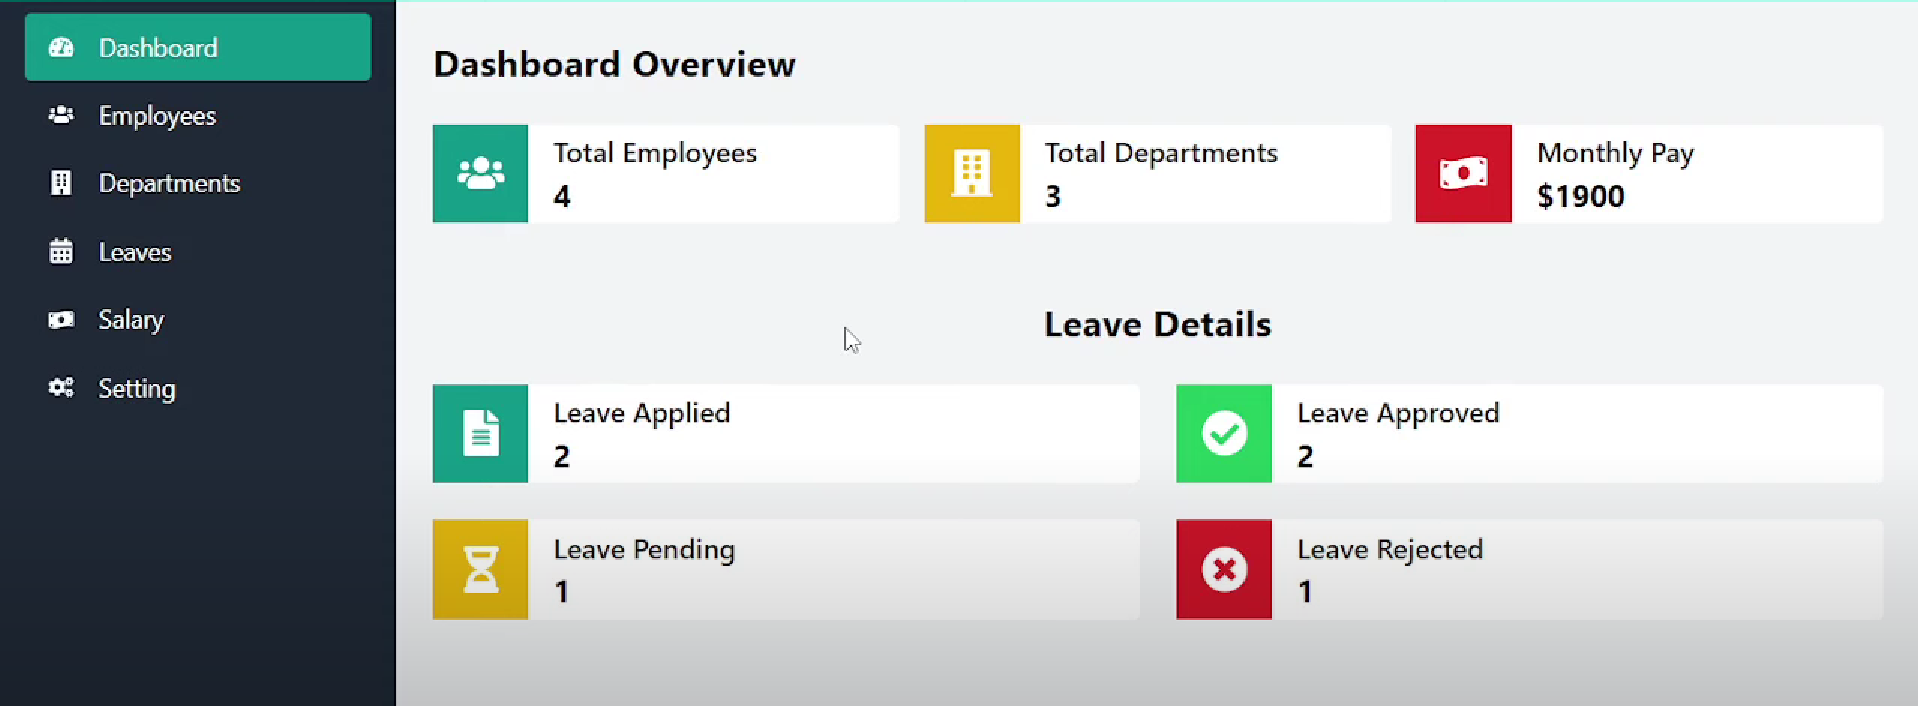 Dashboard
Employees
Departments
Leaves
Salary
Setting
Dashboard Overview
Total Employees
4
Total Departments
3
Monthly Pay
$1900
Leave Details
Leave Applied
2
Leave Approved
2
Leave Pending
1
Leave Rejected
1